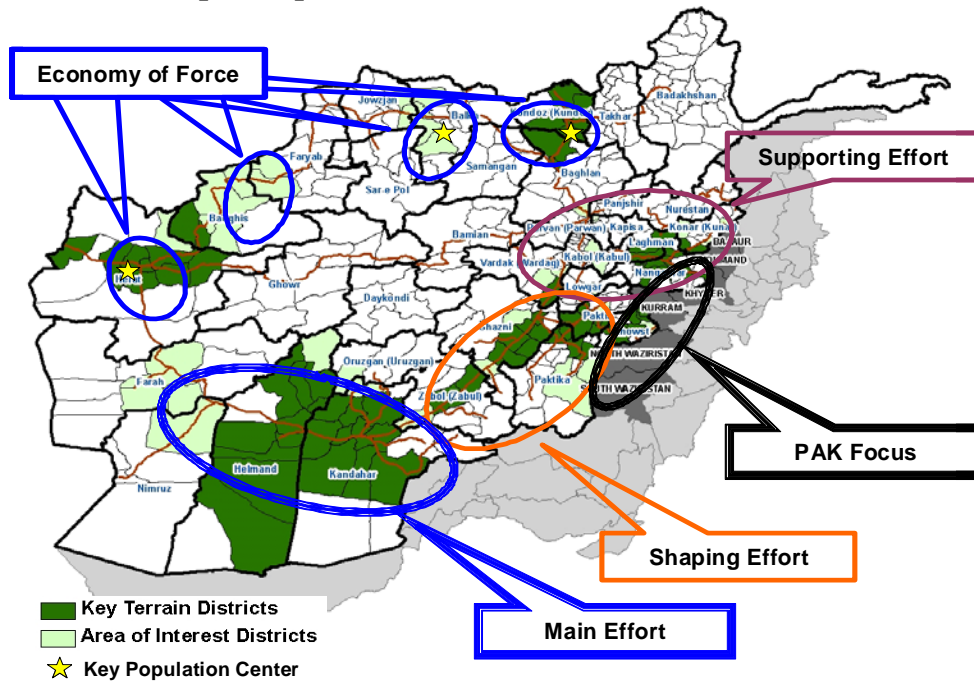 Economy of Force
Jowzjan
Balkh
Kondoz (Kunduz)
Takhar
Badakhshan
Supporting Effort
Faryab
Samangan
Sar-e Pol
Baghlan
Panjshir
Nurestan
Badghis
Parvan (Parwan)
Kapisa
Konar (Kunar)
Bamian
Laghman
BAJAUR
Vardak (Wardag)
Kabol (Kabul)
MOHMAND
Herat
Nangarhar
Ghowr
Lowgar
KHYBER
Daykondi
KURRAM
Ghazni
Paktia
Khowst
Oruzgan (Uruzgan)
NORTH WAZIRISTAN
Farah
Paktika
Zabol (Zabul)
SOUTH WAZIRISTAN
PAK Focus
Helmand
Kandahar
Nimruz
Shaping Effort
Key Terrain Districts
Main Effort
Area of Interest Districts
Key Population Center